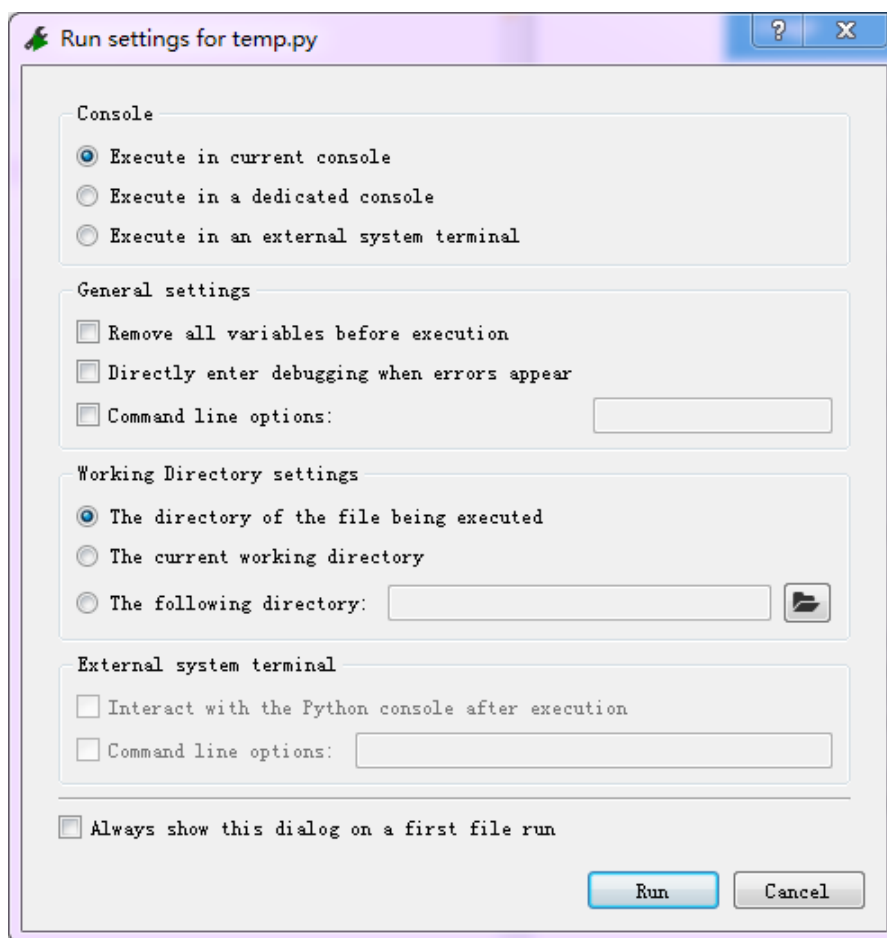 Run settings for temp.py
Console
Execute in current console
Execute in a dedicated console
Execute in an external system terminal
General settings
Remove all variables before execution
Directly enter debugging when errors appear
Command line options:
Working Directory settings
The directory of the file being executed
The current working directory
The following directory:
External system terminal
Interact with the Python console after execution
Command line options:
Always show this dialog on a first file run
Run Cancel